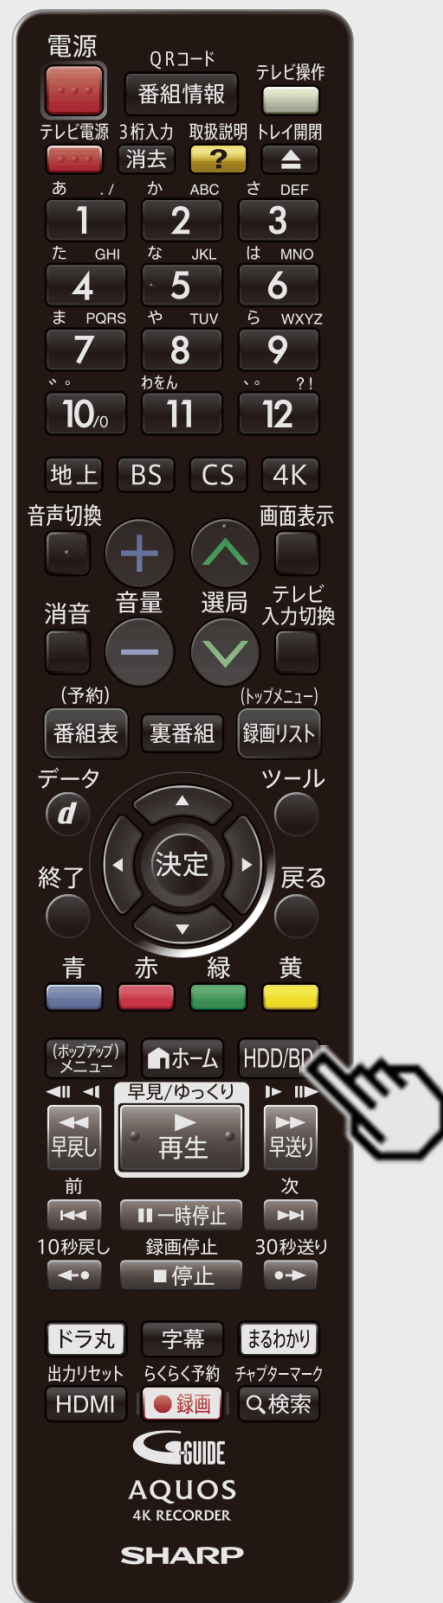 電源
QRコード
番組情報
テレビ操作
テレビ電源 3桁入力 取扱説明 トレイ開閉
消去 ?
あ ./ か ABC さ DEF
1 2 3
た GHI な JKL は MNO
4 5 6
ま PQRS や TUV ら WXYZ
7 8 9
゛゜ わをん 、。 ?!
10/0 11 12
地上 BS CS 4K
音声切換 画面表示
+
消音 音量 選局 テレビ
入力切換
−
(予約) (トップメニュー)
番組表 裏番組 録画リスト
データ ツール
d
決定
終了 戻る
青 赤 緑 黄
(ポップアップ)
メニュー ホーム HDD/BD
早見/ゆっくり
早戻し 再生 早送り
前 次
一時停止
10秒戻し 録画停止 30秒送り
停止
ドラ丸 字幕 まるわかり
出力リセット らくらく予約 チャプターマーク
HDMI 録画 検索
G-GUIDE
AQUOS
4K RECORDER
SHARP